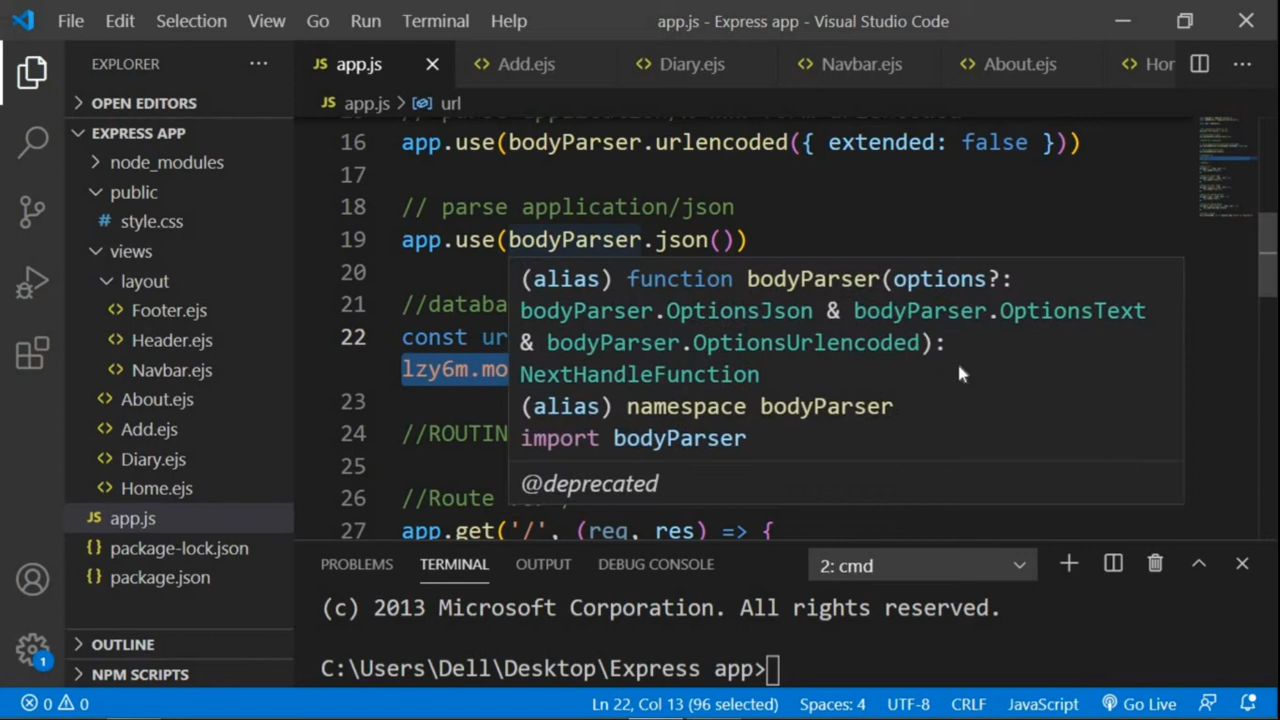 File Edit Selection View Go Run Terminal Help app.js - Express app - Visual Studio Code
EXPLORER
OPEN EDITORS
EXPRESS APP
node_modules
public
# style.css
views
layout
<> Footer.ejs
<> Header.ejs
<> Navbar.ejs
<> About.ejs
<> Add.ejs
<> Diary.ejs
<> Home.ejs
JS app.js
{} package-lock.json
{} package.json
OUTLINE
NPM SCRIPTS
1
JS app.js <> Add.ejs <> Diary.ejs <> Navbar.ejs <> About.ejs <> Hor
JS app.js > url
16 app.use(bodyParser.urlencoded({ extended: false }))
17
18 // parse application/json
19 app.use(bodyParser.json())
20
21 //databa
22 const ur
lzy6m.mo
23
24 //ROUTIN
25
26 //Route
27 app.get('/', (req, res) => {
(alias) function bodyParser(options?:
bodyParser.OptionsJson & bodyParser.OptionsText
& bodyParser.OptionsUrlencoded):
NextHandleFunction
(alias) namespace bodyParser
import bodyParser
@deprecated
PROBLEMS TERMINAL OUTPUT DEBUG CONSOLE 2: cmd
(c) 2013 Microsoft Corporation. All rights reserved.
C:\Users\Dell\Desktop\Express app>
0 0 Ln 22, Col 13 (96 selected) Spaces: 4 UTF-8 CRLF JavaScript Go Live